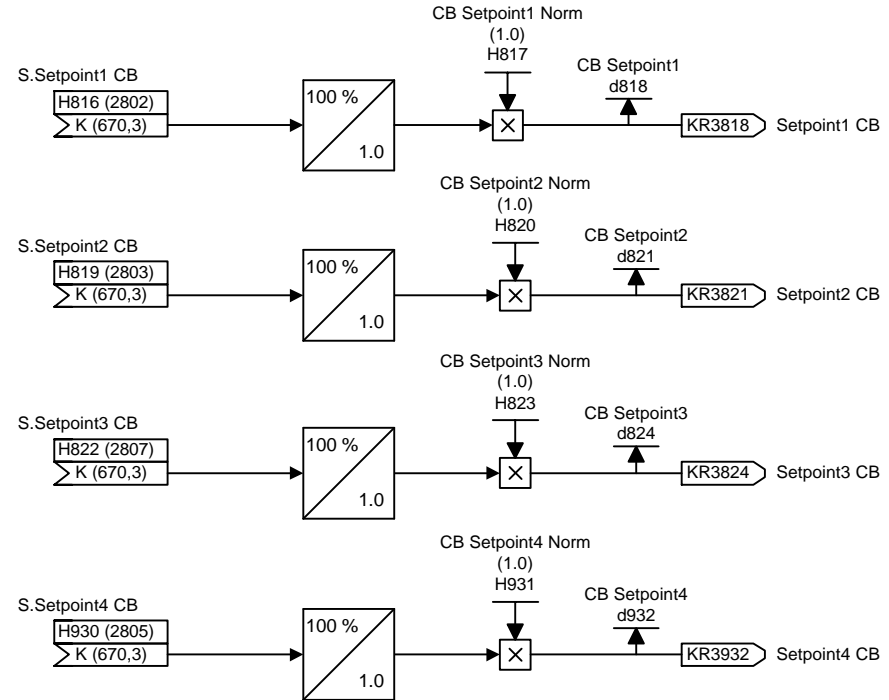 CB Setpoint1 Norm
(1.0)
H817
CB Setpoint1
d818
S.Setpoint1 CB
H816 (2802)
K (670,3)
100 %
1.0
×
KR3818
Setpoint1 CB
CB Setpoint2 Norm
(1.0)
H820
CB Setpoint2
d821
S.Setpoint2 CB
H819 (2803)
K (670,3)
100 %
1.0
×
KR3821
Setpoint2 CB
CB Setpoint3 Norm
(1.0)
H823
CB Setpoint3
d824
S.Setpoint3 CB
H822 (2807)
K (670,3)
100 %
1.0
×
KR3824
Setpoint3 CB
CB Setpoint4 Norm
(1.0)
H931
CB Setpoint4
d932
S.Setpoint4 CB
H930 (2805)
K (670,3)
100 %
1.0
×
KR3932
Setpoint4 CB